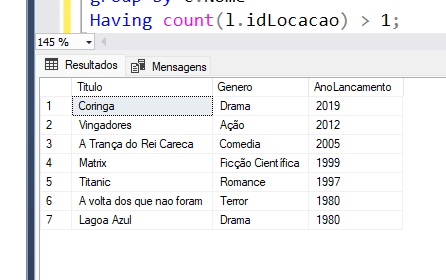 group by c.Nome
Having count(l.idLocacao) > 1;
145 %
Resultados Mensagens
Titulo Genero AnoLancamento
1 Coringa Drama 2019
2 Vingadores Ação 2012
3 A Trança do Rei Careca Comedia 2005
4 Matrix Ficção Científica 1999
5 Titanic Romance 1997
6 A volta dos que nao foram Terror 1980
7 Lagoa Azul Drama 1980